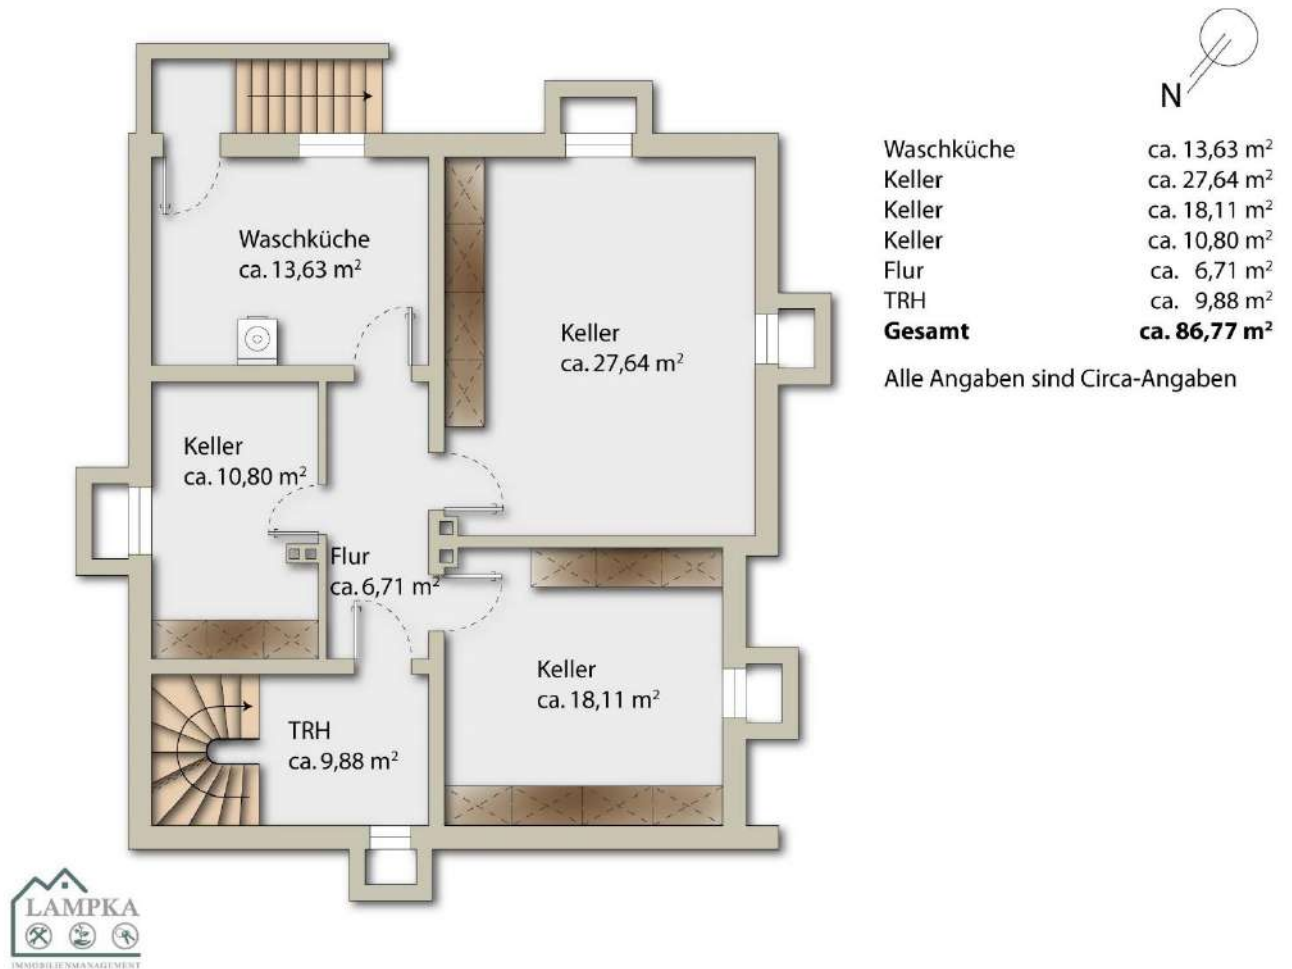 N
Waschküche ca. 13,63 m²
Keller ca. 27,64 m²
Keller ca. 18,11 m²
Keller ca. 10,80 m²
Flur ca. 6,71 m²
TRH ca. 9,88 m²
Gesamt ca. 86,77 m²
Alle Angaben sind Circa-Angaben
Waschküche
ca. 13,63 m²
Keller
ca. 27,64 m²
Keller
ca. 10,80 m²
Flur
ca. 6,71 m²
Keller
ca. 18,11 m²
TRH
ca. 9,88 m²
LAMPKA
IMMOBILIENMANAGEMENT